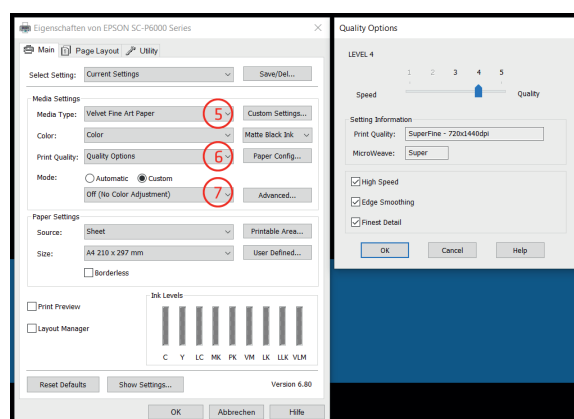 Eigenschaften von EPSON SC-P6000 Series
Main Page Layout Utility
Select Setting: Current Settings Save/Del...
Media Settings
Media Type: Velvet Fine Art Paper 5 Custom Settings...
Color: Color Matte Black Ink
Print Quality: Quality Options 6 Paper Config...
Mode: Automatic Custom
Off (No Color Adjustment) 7 Advanced...
Paper Settings
Source: Sheet Printable Area...
Size: A4 210 x 297 mm User Defined...
Borderless
Ink Levels
Print Preview
Layout Manager
C Y LC MK PK VM LK LLK VLM
Reset Defaults Show Settings... Version 6.80
OK Abbrechen Hilfe
Quality Options
LEVEL 4
1 2 3 4 5
Speed Quality
Setting Information
Print Quality: SuperFine - 720x1440dpi
MicroWeave: Super
High Speed
Edge Smoothing
Finest Detail
OK Cancel Help